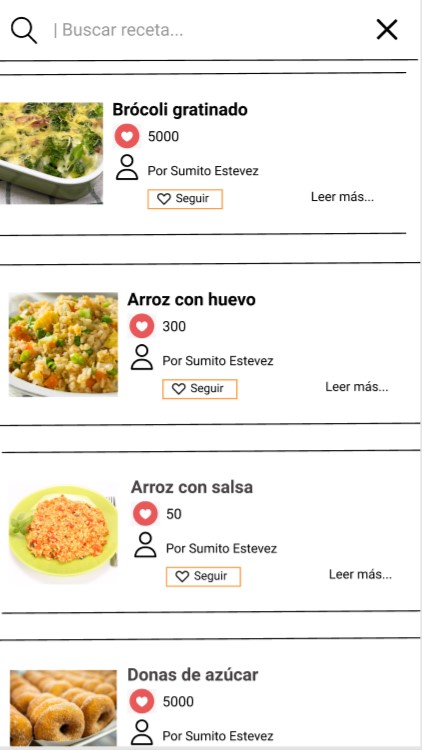 | Buscar receta...
Brócoli gratinado
5000
Por Sumito Estevez
Seguir
Leer más...
Arroz con huevo
300
Por Sumito Estevez
Seguir
Leer más...
Arroz con salsa
50
Por Sumito Estevez
Seguir
Leer más...
Donas de azúcar
5000
Por Sumito Estevez